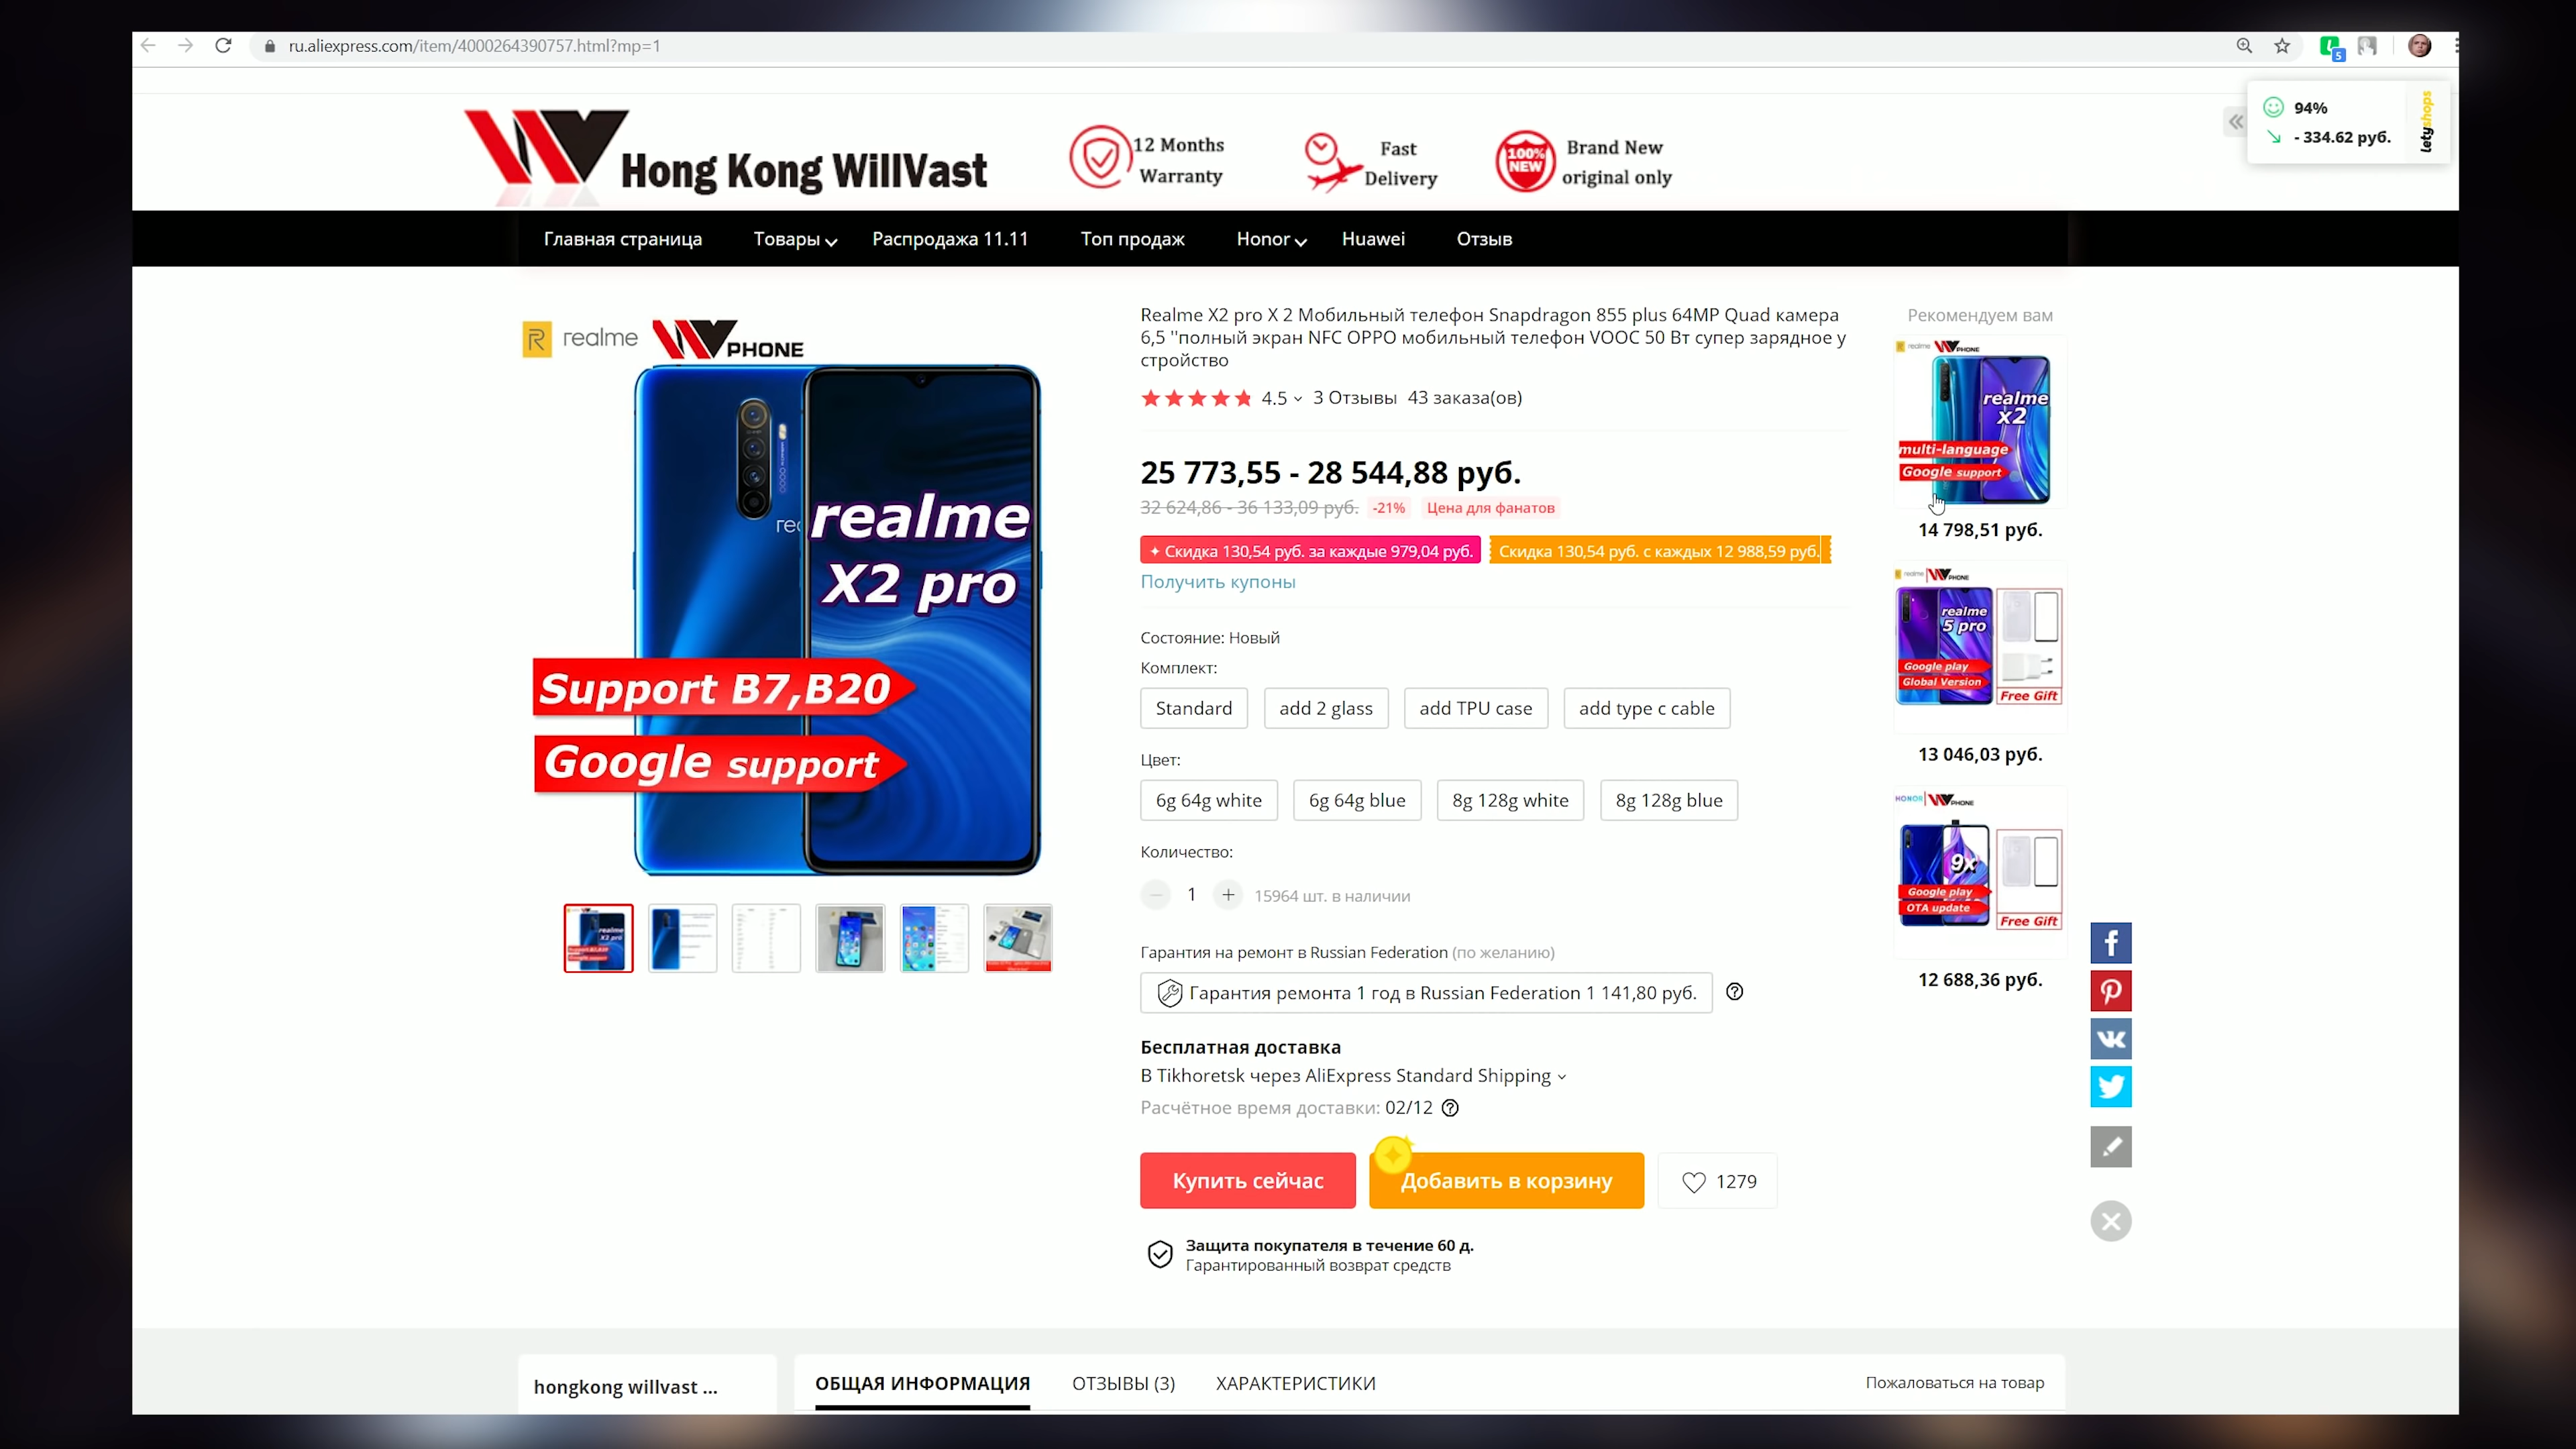 ru.aliexpress.com/item/4000264390757.html?mp=1
5
94%
- 334.62 руб.
letyshops
Hong Kong WillVast
12 Months
Warranty
Fast
Delivery
100%
NEW
Brand New
original only
Главная страница
Товары
Распродажа 11.11
Топ продаж
Honor
Huawei
Отзыв
realme
PHONE
realme
X2 pro
Support B7,B20
Google support
Realme X2 pro X 2 Мобильный телефон Snapdragon 855 plus 64MP Quad камера
6,5 ''полный экран NFC OPPO мобильный телефон VOOC 50 Вт супер зарядное у
стройство
4.5
3 Отзывы
43 заказа(ов)
25 773,55 - 28 544,88 руб.
32 624,86 - 36 133,09 руб.
-21%
Цена для фанатов
Скидка 130,54 руб. за каждые 979,04 руб.
Скидка 130,54 руб. с каждых 12 988,59 руб.
Получить купоны
Состояние: Новый
Комплект:
Standard
add 2 glass
add TPU case
add type c cable
Цвет:
6g 64g white
6g 64g blue
8g 128g white
8g 128g blue
Количество:
1
15964 шт. в наличии
Гарантия на ремонт в Russian Federation (по желанию)
Гарантия ремонта 1 год в Russian Federation 1 141,80 руб.
Бесплатная доставка
В Tikhoretsk через AliExpress Standard Shipping
Расчётное время доставки: 02/12
Купить сейчас
Добавить в корзину
1279
Защита покупателя в течение 60 д.
Гарантированный возврат средств
Рекомендуем вам
realme
PHONE
realme
x2
multi-language
Google support
14 798,51 руб.
realme
PHONE
realme
5 pro
Google play
Global Version
Free Gift
13 046,03 руб.
HONOR
PHONE
9x
Google play
OTA update
Free Gift
12 688,36 руб.
hongkong willvast ...
ОБЩАЯ ИНФОРМАЦИЯ
ОТЗЫВЫ (3)
ХАРАКТЕРИСТИКИ
Пожаловаться на товар